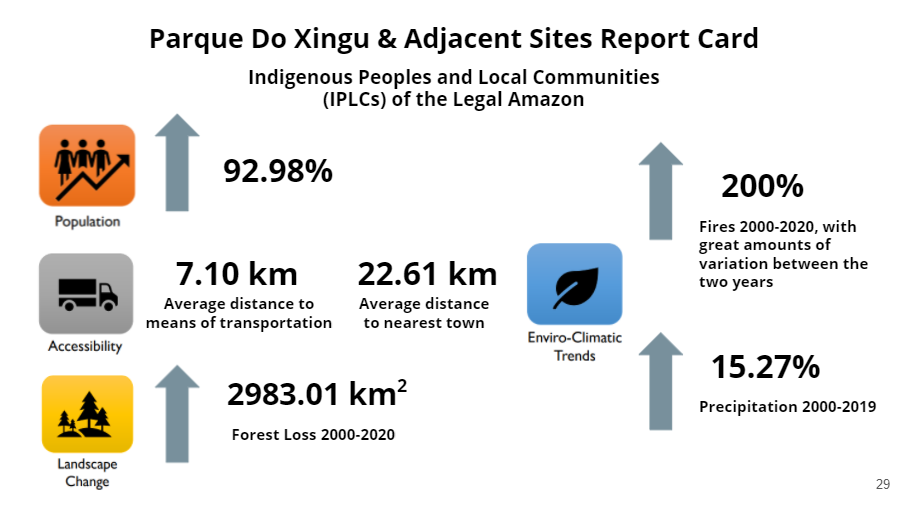 Parque Do Xingu & Adjacent Sites Report Card
Indigenous Peoples and Local Communities
(IPLCs) of the Legal Amazon
Population
92.98%
Accessibility
7.10 km
Average distance to
means of transportation
22.61 km
Average distance
to nearest town
Landscape
Change
2983.01 km²
Forest Loss 2000-2020
Enviro-Climatic
Trends
200%
Fires 2000-2020, with
great amounts of
variation between the
two years
15.27%
Precipitation 2000-2019
29